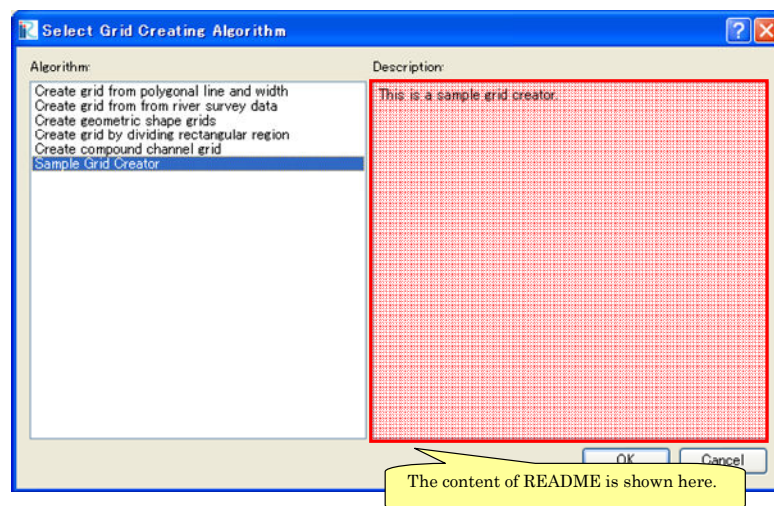 Select Grid Creating Algorithm
Algorithm:
Description:
Create grid from polygonal line and width
Create grid from from river survey data
Create geometric shape grids
Create grid by dividing rectangular region
Create compound channel grid
Sample Grid Creator
This is a sample grid creator.
OK
Cancel
The content of README is shown here.